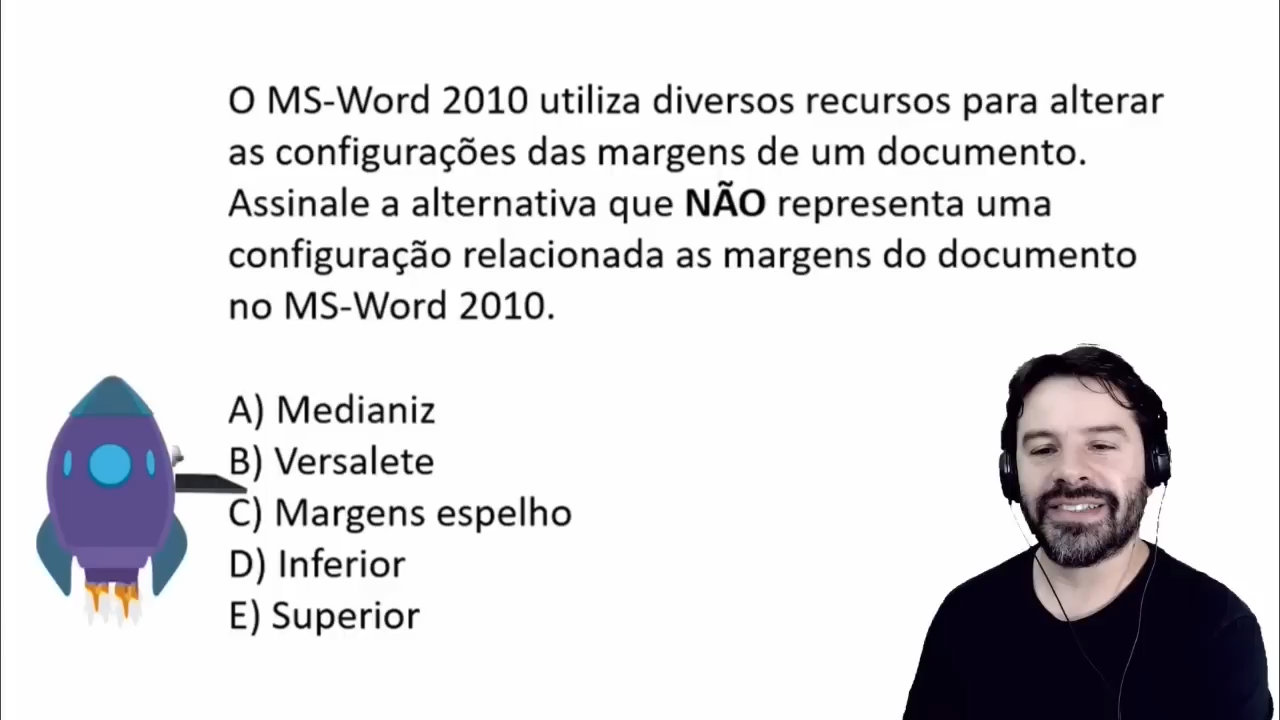 O MS-Word 2010 utiliza diversos recursos para alterar
as configurações das margens de um documento.
Assinale a alternativa que NÃO representa uma
configuração relacionada as margens do documento
no MS-Word 2010.
A) Medianiz
B) Versalete
C) Margens espelho
D) Inferior
E) Superior